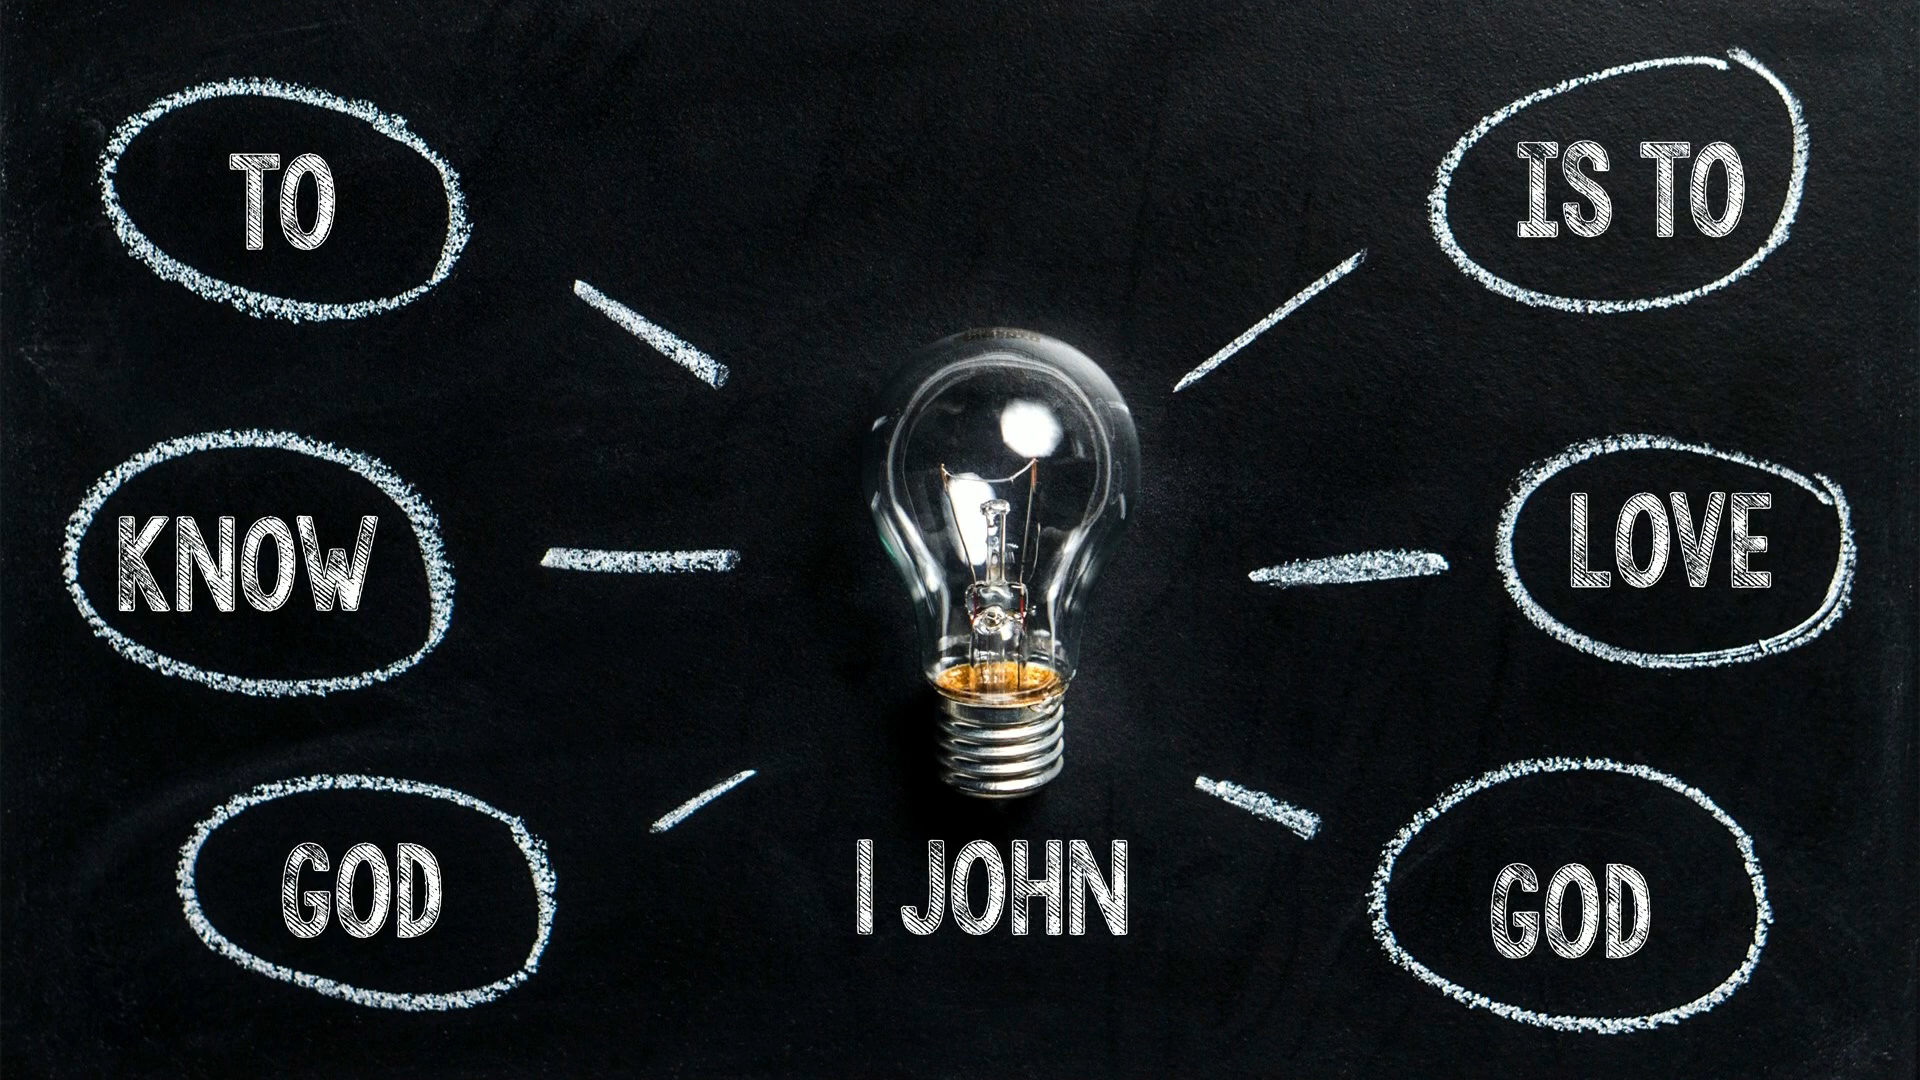 TO
KNOW
GOD
IS TO
LOVE
GOD
I JOHN